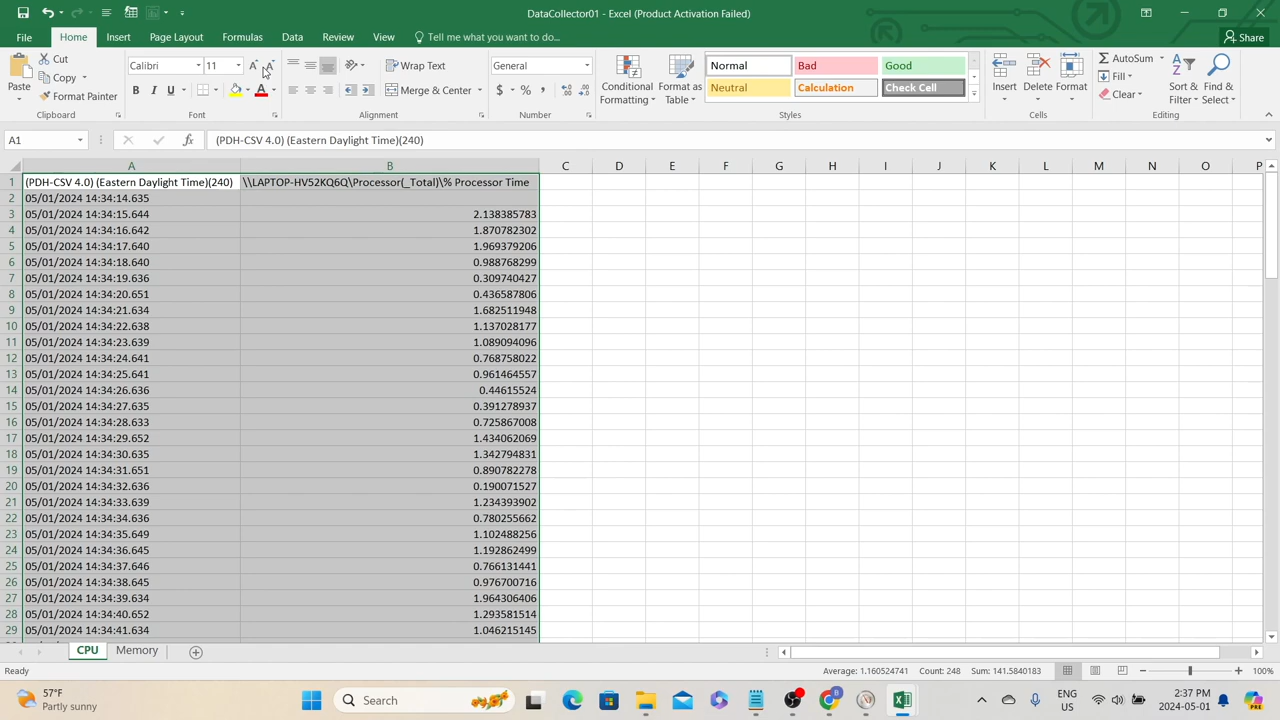 DataCollector01 - Excel (Product Activation Failed)
File Home Insert Page Layout Formulas Data Review View Tell me what you want to do... Share
Paste Cut Copy Format Painter Clipboard
Calibri 11 A A B I U A Font
Wrap Text Merge & Center Alignment
General $ % , Number
Conditional Formatting Format as Table Normal Bad Good Neutral Calculation Check Cell Styles
Insert Delete Format Cells
AutoSum Fill Clear Sort & Filter Find & Select Editing
A1 fx (PDH-CSV 4.0) (Eastern Daylight Time)(240)
A B C D E F G H I J K L M N O P
1 (PDH-CSV 4.0) (Eastern Daylight Time)(240) \\LAPTOP-HV52KQ6Q\Processor(_Total)\% Processor Time
2 05/01/2024 14:34:14.635
3 05/01/2024 14:34:15.644 2.138385783
4 05/01/2024 14:34:16.642 1.870782302
5 05/01/2024 14:34:17.640 1.969379206
6 05/01/2024 14:34:18.640 0.988768299
7 05/01/2024 14:34:19.636 0.309740427
8 05/01/2024 14:34:20.651 0.436587806
9 05/01/2024 14:34:21.634 1.682511948
10 05/01/2024 14:34:22.638 1.137028177
11 05/01/2024 14:34:23.639 1.089094096
12 05/01/2024 14:34:24.641 0.768758022
13 05/01/2024 14:34:25.641 0.961464557
14 05/01/2024 14:34:26.636 0.44615524
15 05/01/2024 14:34:27.635 0.391278937
16 05/01/2024 14:34:28.633 0.725867008
17 05/01/2024 14:34:29.652 1.434062069
18 05/01/2024 14:34:30.635 1.342794831
19 05/01/2024 14:34:31.651 0.890782278
20 05/01/2024 14:34:32.636 0.190071527
21 05/01/2024 14:34:33.639 1.234393902
22 05/01/2024 14:34:34.636 0.780255662
23 05/01/2024 14:34:35.649 1.102488256
24 05/01/2024 14:34:36.645 1.192862499
25 05/01/2024 14:34:37.646 0.766131441
26 05/01/2024 14:34:38.645 0.976700716
27 05/01/2024 14:34:39.634 1.964306406
28 05/01/2024 14:34:40.652 1.293581514
29 05/01/2024 14:34:41.634 1.046215145
CPU Memory
Ready Average: 1.160524741 Count: 248 Sum: 141.5840183 100%
57°F Partly sunny Search ENG US 2:37 PM 2024-05-01